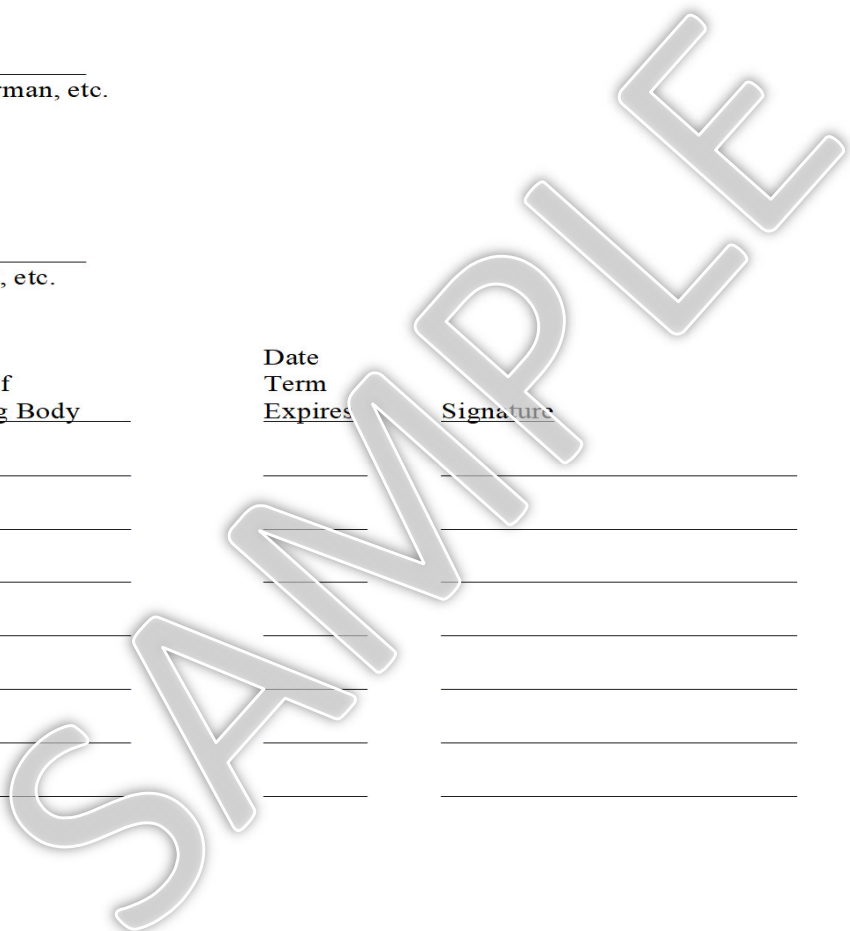 rman, etc.
, etc.
Date
f Term
g Body Expires Signature
SAMPLE